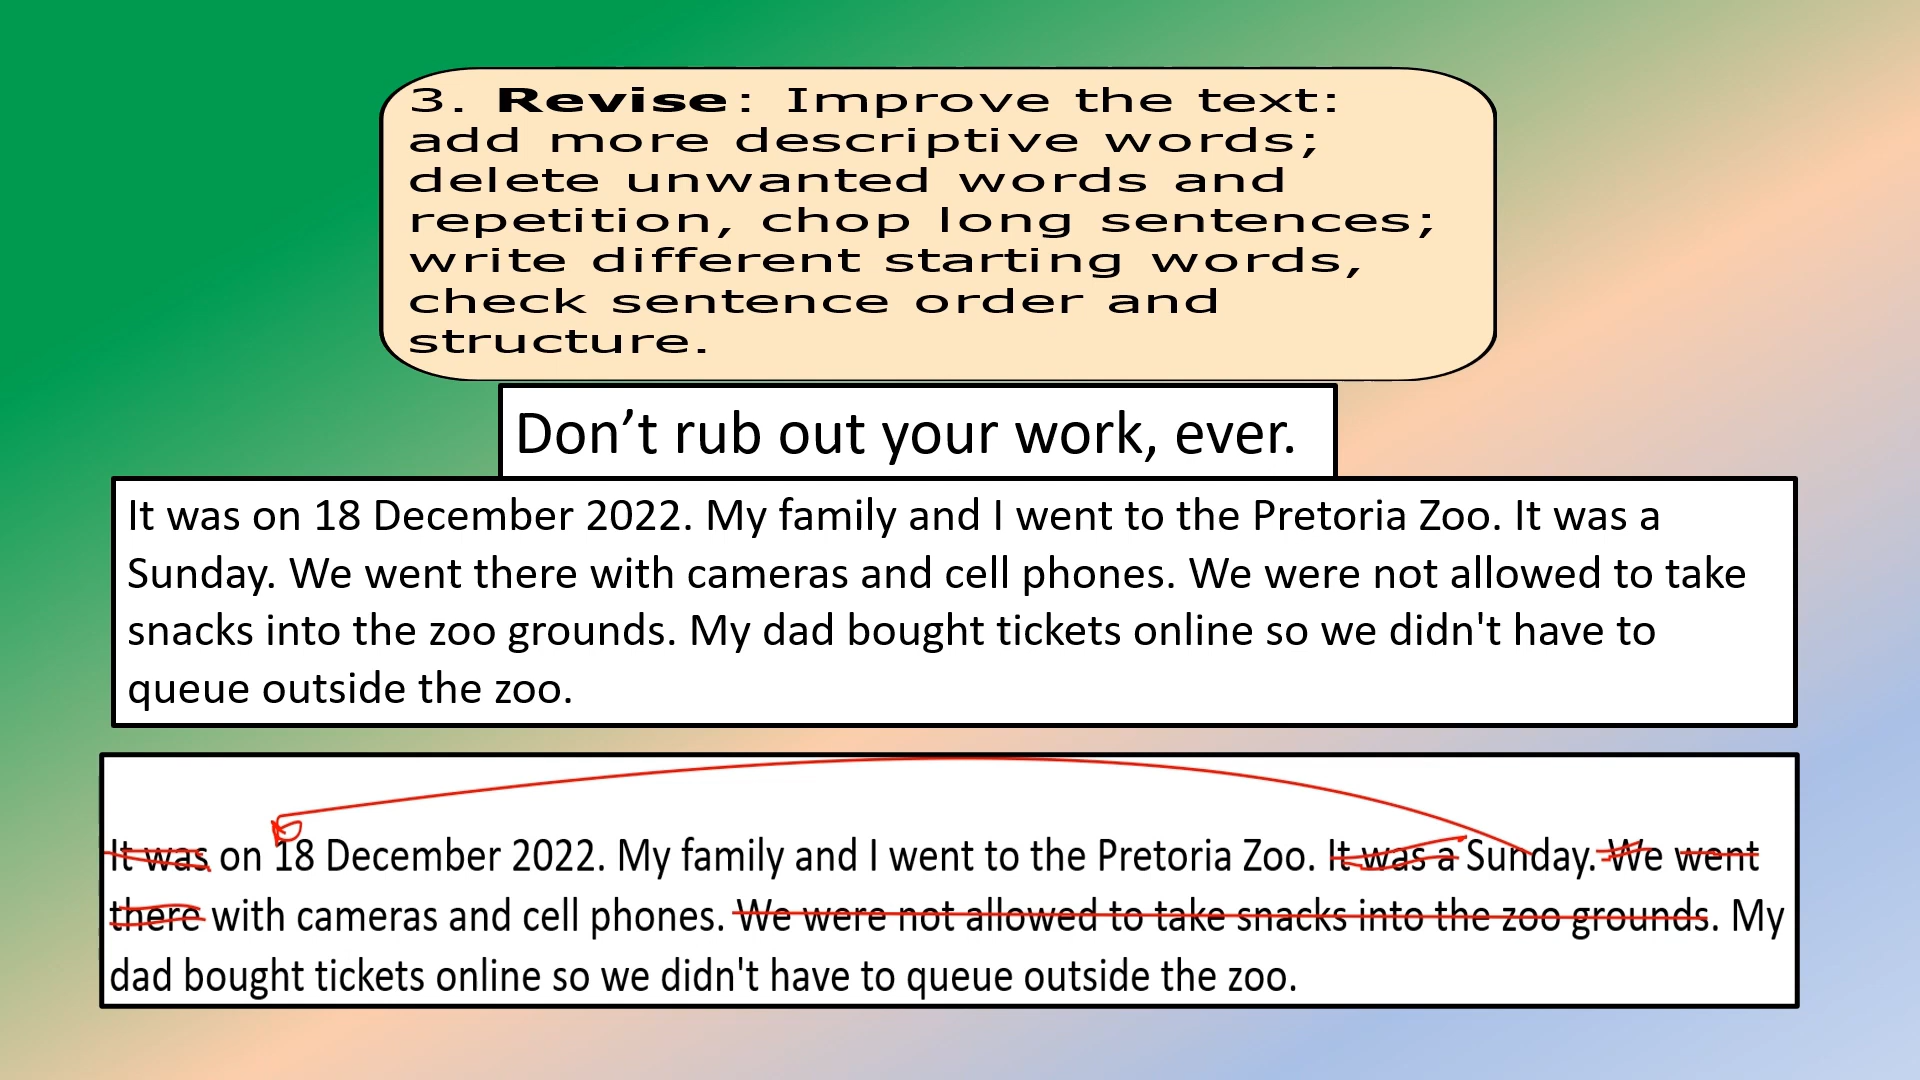 3. Revise: Improve the text:
add more descriptive words;
delete unwanted words and
repetition, chop long sentences;
write different starting words,
check sentence order and
structure.
Don’t rub out your work, ever.
It was on 18 December 2022. My family and I went to the Pretoria Zoo. It was a
Sunday. We went there with cameras and cell phones. We were not allowed to take
snacks into the zoo grounds. My dad bought tickets online so we didn't have to
queue outside the zoo.
It was on 18 December 2022. My family and I went to the Pretoria Zoo. It was a Sunday. We went
there with cameras and cell phones. We were not allowed to take snacks into the zoo grounds. My
dad bought tickets online so we didn't have to queue outside the zoo.